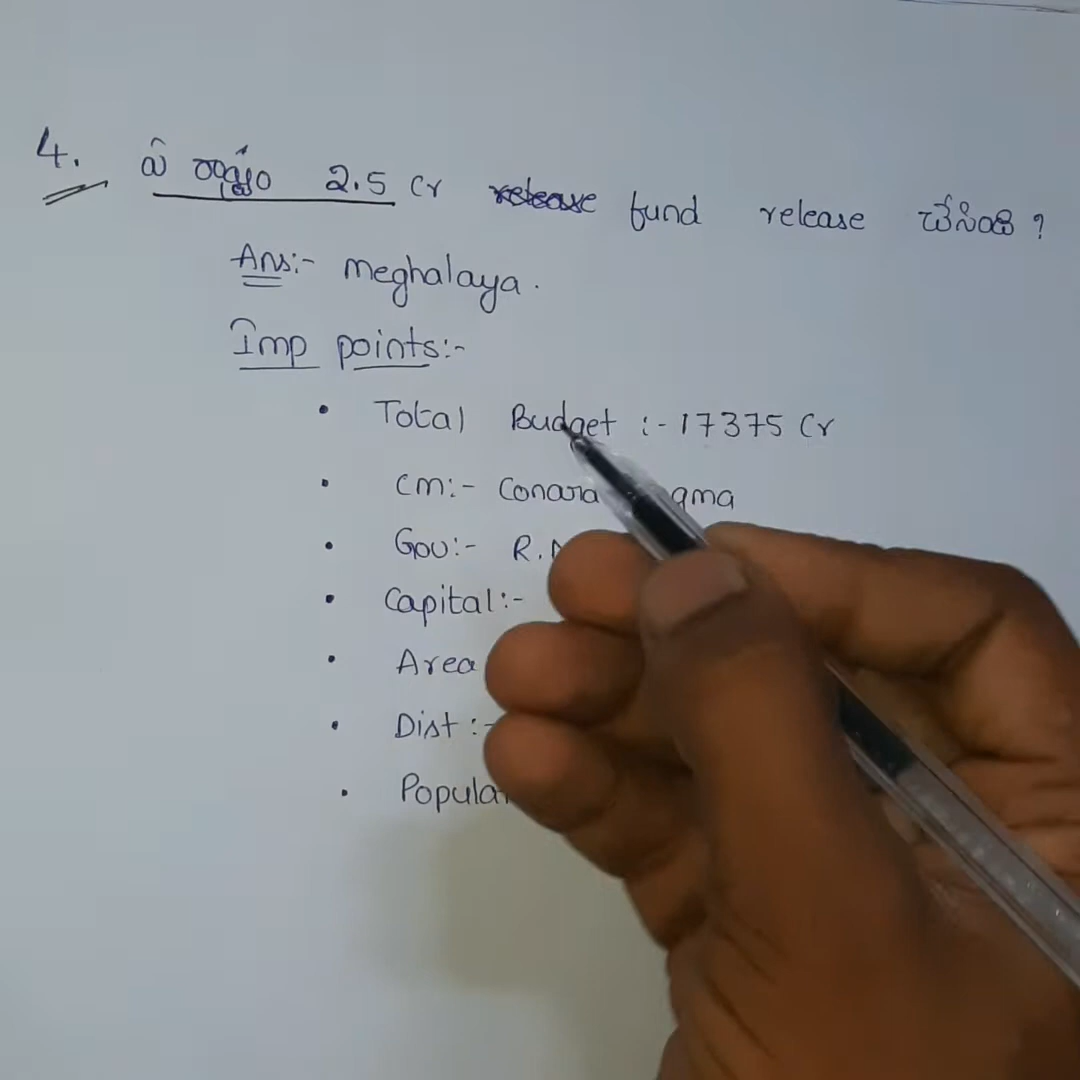 4. ఏ రాష్ట్రం 2.5 Cr release fund release చేసింది?
Ans:- Meghalaya.
Imp points:-
• Total Budget :- 17375 Cr
• CM:- Conara
• Gov:- R.
• Capital:-
• Area
• Dist :-
•